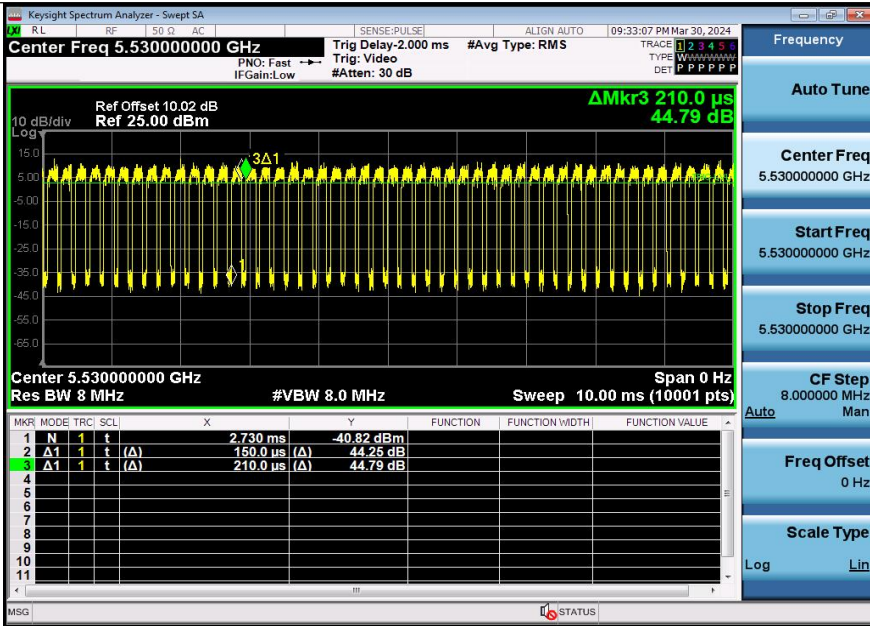 Keysight Spectrum Analyzer - Swept SA
LXI RL RF 50 Ω AC SENSE:PULSE ALIGN AUTO 09:33:07 PM Mar 30, 2024
Center Freq 5.530000000 GHz
PNO: Fast
IFGain:Low
Trig Delay-2.000 ms
Trig: Video
#Atten: 30 dB
#Avg Type: RMS
TRACE 1 2 3 4 5 6
TYPE WWWWWW
DET P P P P P P
ΔMkr3 210.0 µs
44.79 dB
Ref Offset 10.02 dB
10 dB/div Ref 25.00 dBm
Log
15.0
5.00
-5.00
-15.0
-25.0
-35.0
-45.0
-55.0
-65.0
3Δ1
1
Center 5.530000000 GHz Span 0 Hz
Res BW 8 MHz #VBW 8.0 MHz Sweep 10.00 ms (10001 pts)
MKR MODE TRC SCL X Y FUNCTION FUNCTION WIDTH FUNCTION VALUE
1 N 1 t 2.730 ms -40.82 dBm
2 Δ1 1 t (Δ) 150.0 µs (Δ) 44.25 dB
3 Δ1 1 t (Δ) 210.0 µs (Δ) 44.79 dB
4
5
6
7
8
9
10
11
MSG STATUS
Frequency
Auto Tune
Center Freq
5.530000000 GHz
Start Freq
5.530000000 GHz
Stop Freq
5.530000000 GHz
CF Step
8.000000 MHz
Auto Man
Freq Offset
0 Hz
Scale Type
Log Lin